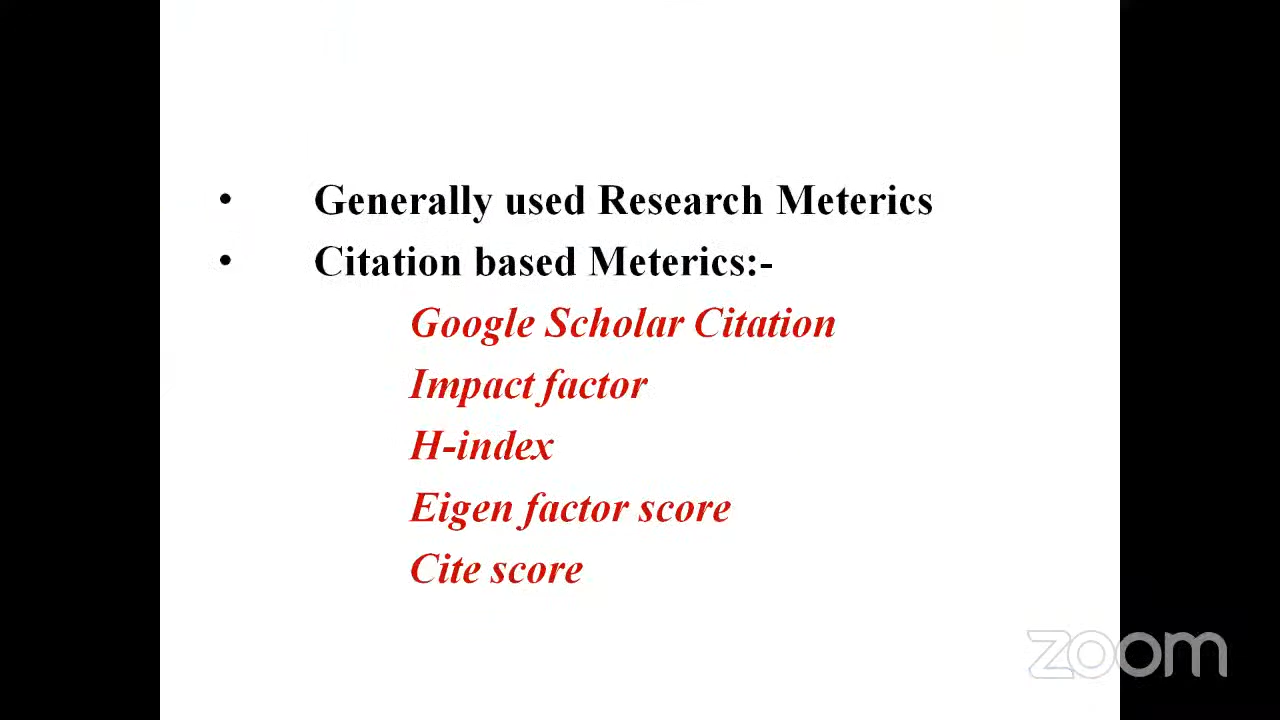 • Generally used Research Meterics
• Citation based Meterics:-
Google Scholar Citation
Impact factor
H-index
Eigen factor score
Cite score
zoom